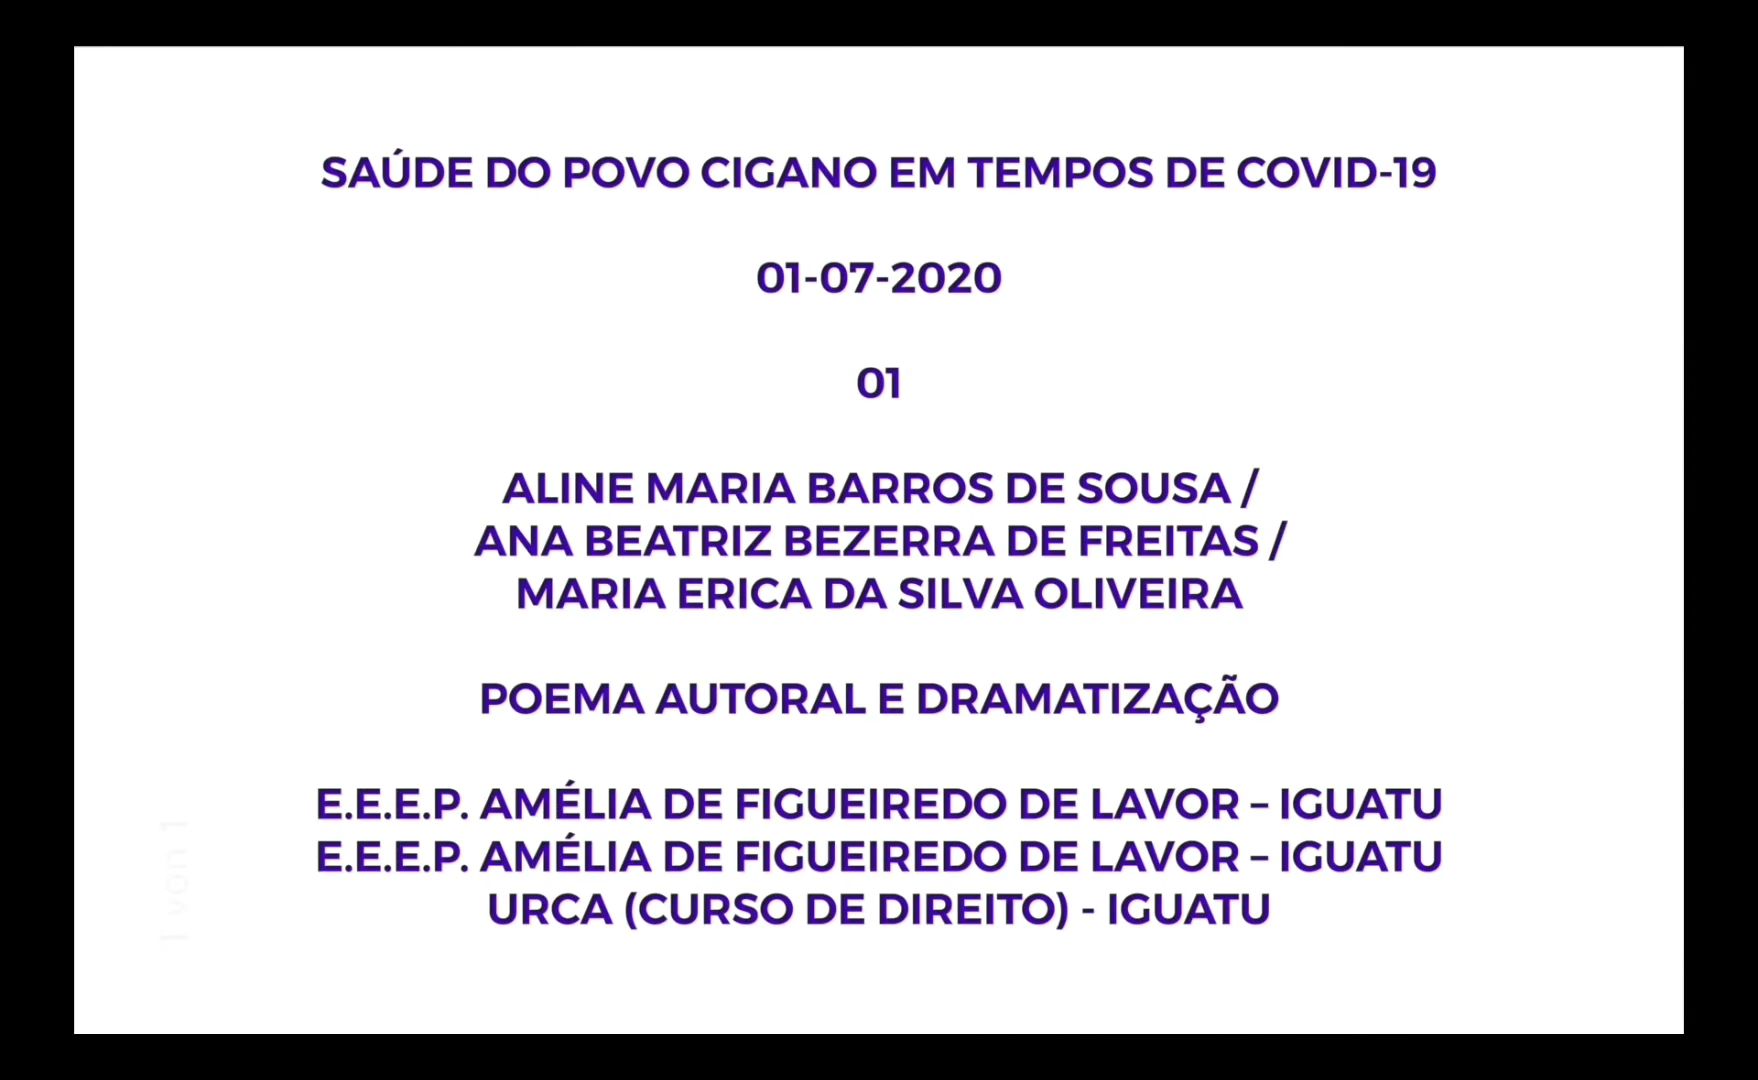 SAÚDE DO POVO CIGANO EM TEMPOS DE COVID-19
01-07-2020
01
ALINE MARIA BARROS DE SOUSA /
ANA BEATRIZ BEZERRA DE FREITAS /
MARIA ERICA DA SILVA OLIVEIRA
POEMA AUTORAL E DRAMATIZAÇÃO
E.E.E.P. AMÉLIA DE FIGUEIREDO DE LAVOR – IGUATU
E.E.E.P. AMÉLIA DE FIGUEIREDO DE LAVOR – IGUATU
URCA (CURSO DE DIREITO) - IGUATU